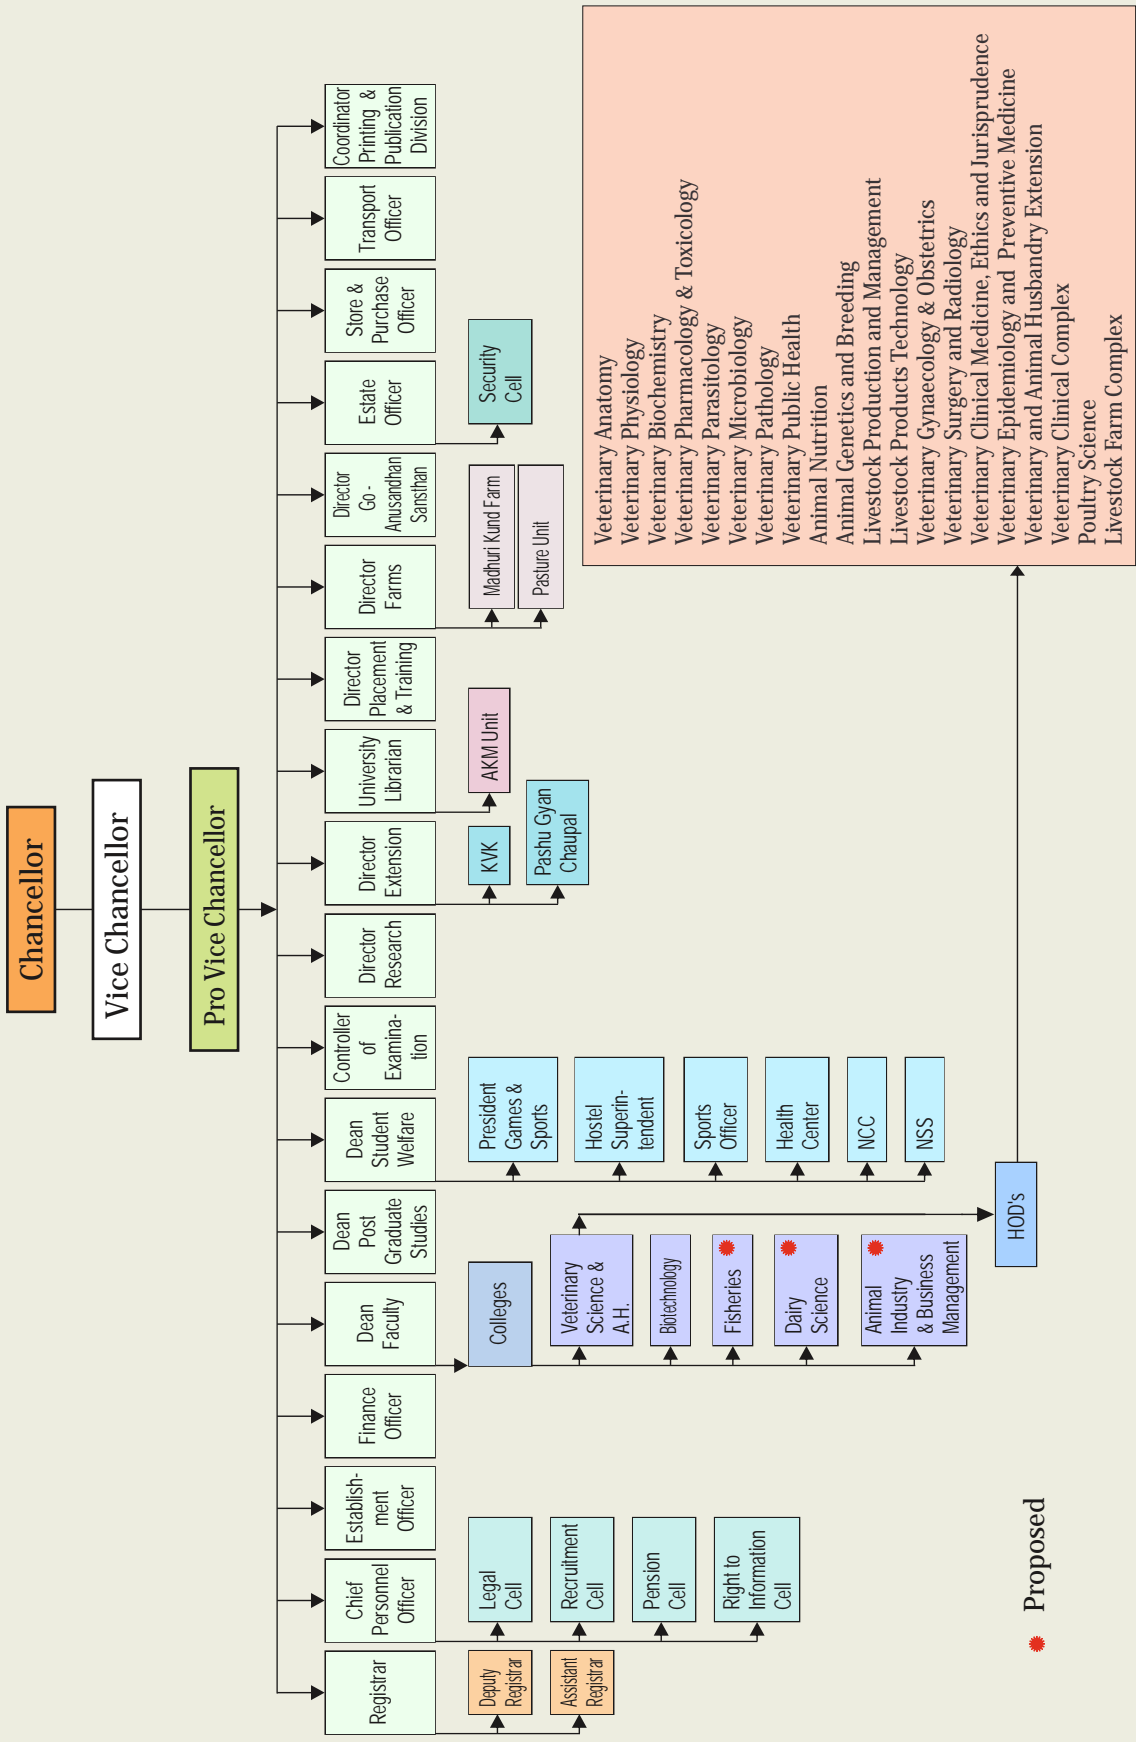 Chancellor
Vice Chancellor
Pro Vice Chancellor
Registrar
Chief
Personnel
Officer
Establish-
ment
Officer
Finance
Officer
Dean
Faculty
Dean
Post
Graduate
Studies
Dean
Student
Welfare
Controller
of
Examina-
tion
Director
Research
Director
Extension
University
Librarian
Director
Placement
& Training
Director
Farms
Director
Go -
Anusandhan
Sansthan
Estate
Officer
Store &
Purchase
Officer
Transport
Officer
Coordinator
Printing &
Publication
Division
Deputy
Registrar
Assistant
Registrar
Legal
Cell
Recruitment
Cell
Pension
Cell
Right to
Information
Cell
Colleges
Veterinary
Science &
A.H.
Biotechnology
Fisheries
Dairy
Science
Animal
Industry
& Business
Management
President
Games &
Sports
Hostel
Superin-
tendent
Sports
Officer
Health
Center
NCC
NSS
KVK
Pashu Gyan
Chaupal
AKM Unit
Madhuri Kund Farm
Pasture Unit
Security
Cell
HOD's
Veterinary Anatomy
Veterinary Physiology
Veterinary Biochemistry
Veterinary Pharmacology & Toxicology
Veterinary Parasitology
Veterinary Microbiology
Veterinary Pathology
Veterinary Public Health
Animal Nutrition
Animal Genetics and Breeding
Livestock Production and Management
Livestock Products Technology
Veterinary Gynaecology & Obstetrics
Veterinary Surgery and Radiology
Veterinary Clinical Medicine, Ethics and Jurisprudence
Veterinary Epidemiology and Preventive Medicine
Veterinary and Animal Husbandry Extension
Veterinary Clinical Complex
Poultry Science
Livestock Farm Complex
Proposed